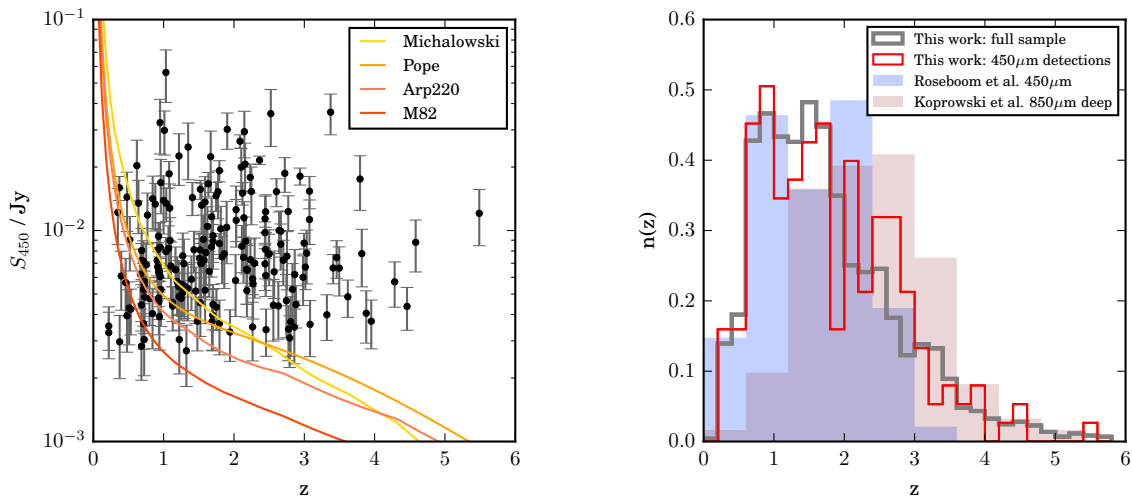 10⁻¹
10⁻²
10⁻³
S₄₅₀ / Jy
0 1 2 3 4 5 6
z
Michalowski
Pope
Arp220
M82
0.6
0.5
0.4
0.3
0.2
0.1
0.0
n(z)
0 1 2 3 4 5 6
z
This work: full sample
This work: 450μm detections
Roseboom et al. 450μm
Koprowski et al. 850μm deep